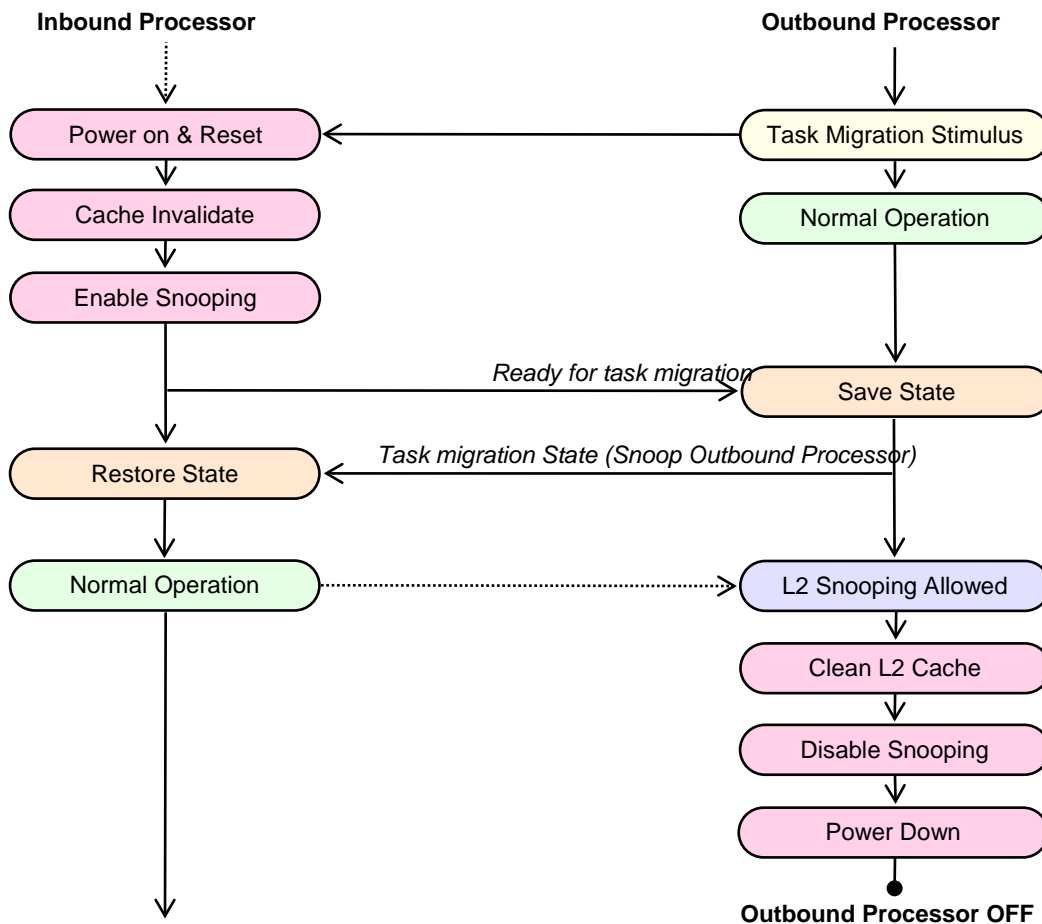 Inbound Processor
Outbound Processor
Power on & Reset
Task Migration Stimulus
Cache Invalidate
Normal Operation
Enable Snooping
Ready for task migration
Save State
Task migration State (Snoop Outbound Processor)
Restore State
Normal Operation
L2 Snooping Allowed
Clean L2 Cache
Disable Snooping
Power Down
Outbound Processor OFF